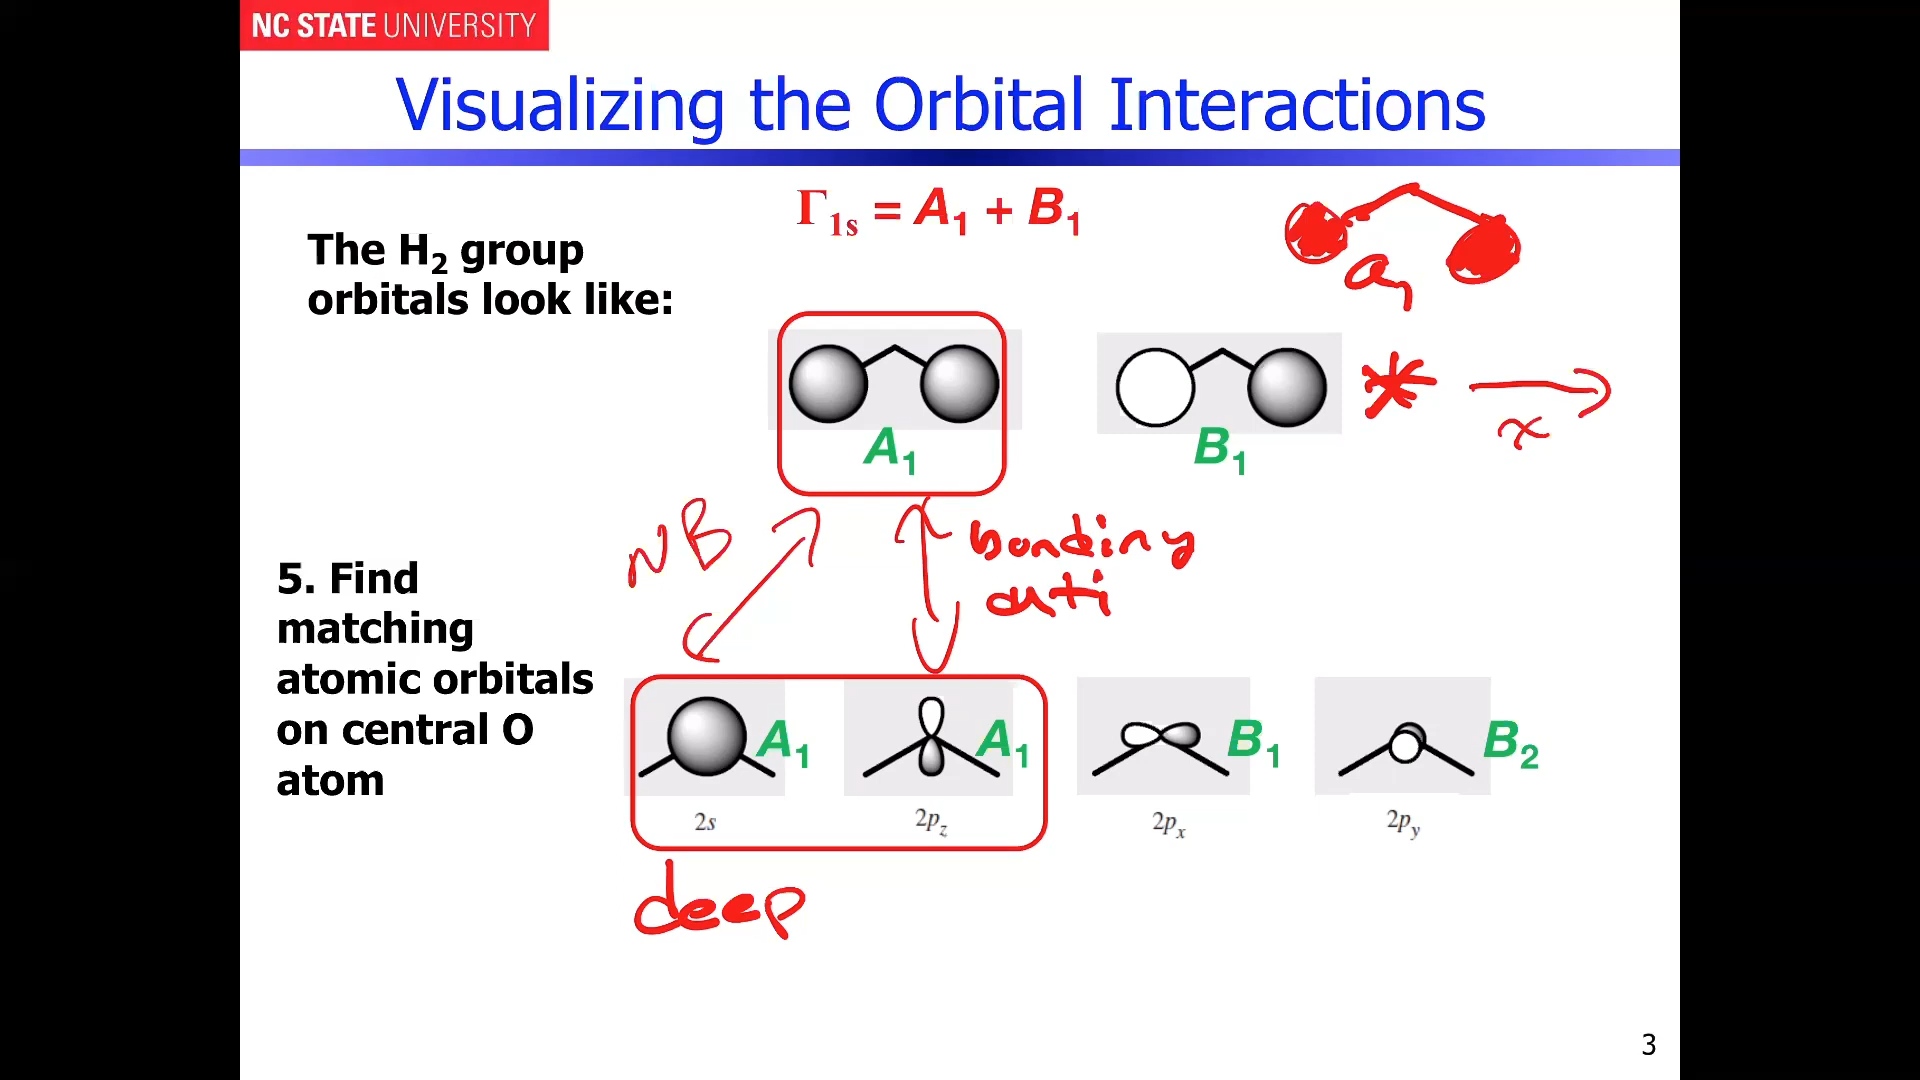 NC STATE UNIVERSITY
Visualizing the Orbital Interactions
Γ1s = A1 + B1
The H2 group
orbitals look like:
a1
A1
B1
x
NB
bonding
anti
5. Find
matching
atomic orbitals
on central O
atom
A1
A1
B1
B2
2s
2pz
2px
2py
deep
3